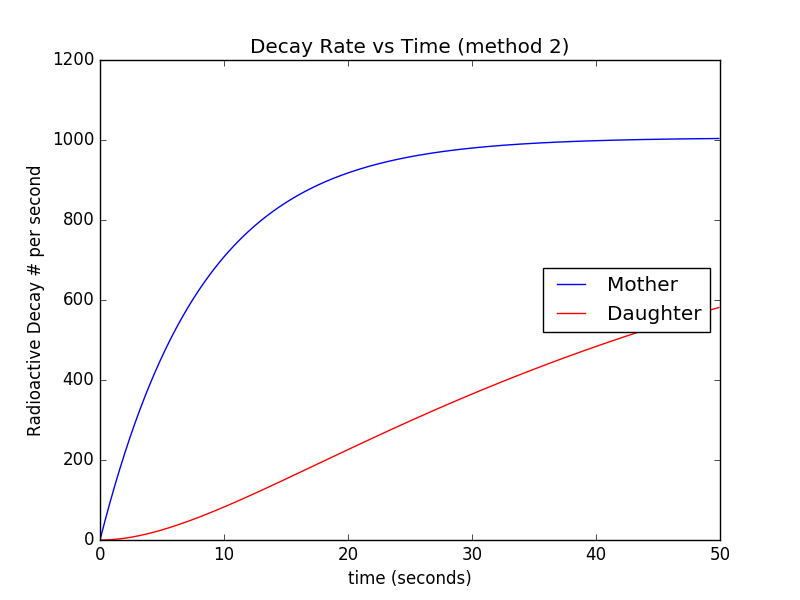 Decay Rate vs Time (method 2)
1200
1000
800
600
400
200
0
Radioactive Decay # per second
Mother
Daughter
0 10 20 30 40 50
time (seconds)